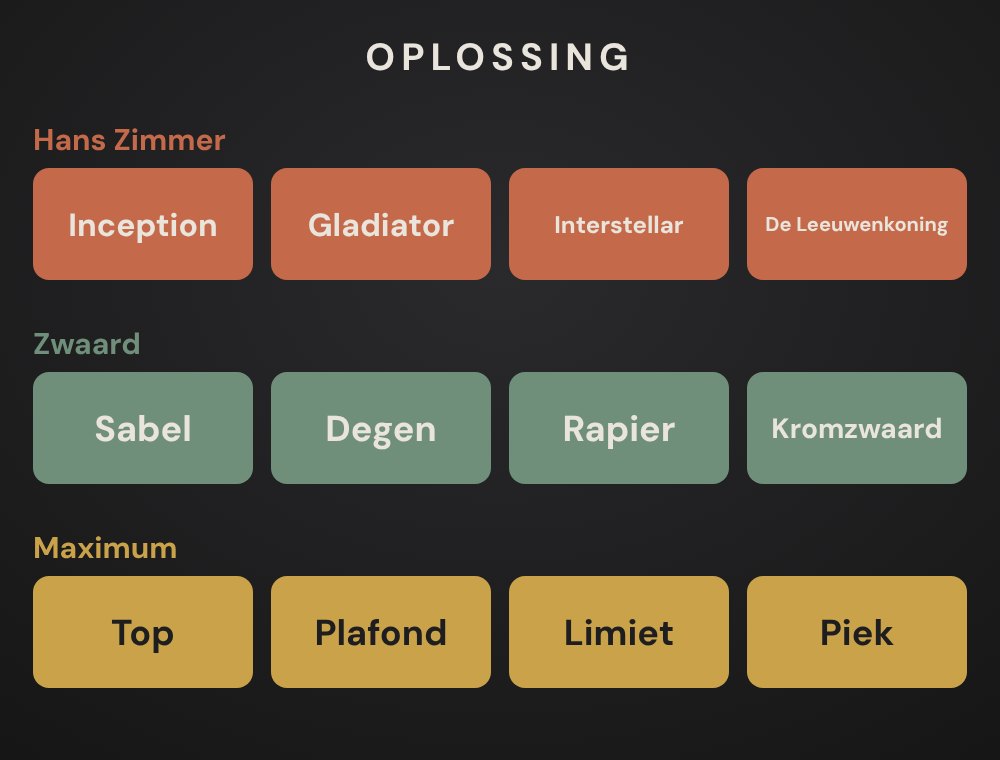 OPLOSSING
Hans Zimmer
Inception Gladiator Interstellar De Leeuwenkoning
Zwaard
Sabel Degen Rapier Kromzwaard
Maximum
Top Plafond Limiet Piek